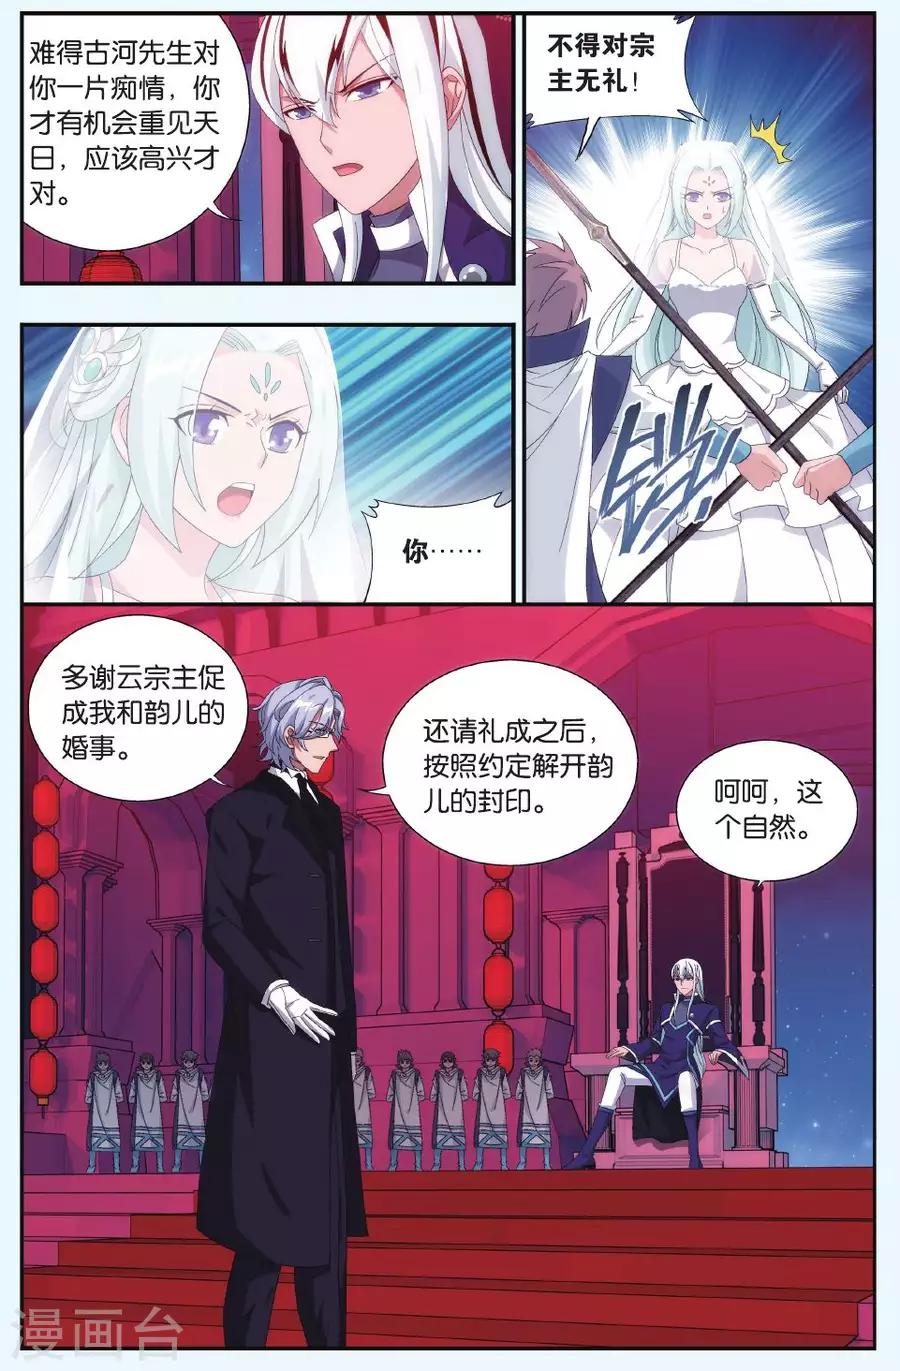 难得古河先生对
你一片痴情，你
才有机会重见天
日，应该高兴才
对。
不得对宗
主无礼！
你……
多谢云宗主促
成我和韵儿的
婚事。
还请礼成之后，
按照约定解开韵
儿的封印。
呵呵，这
个自然。
漫画台